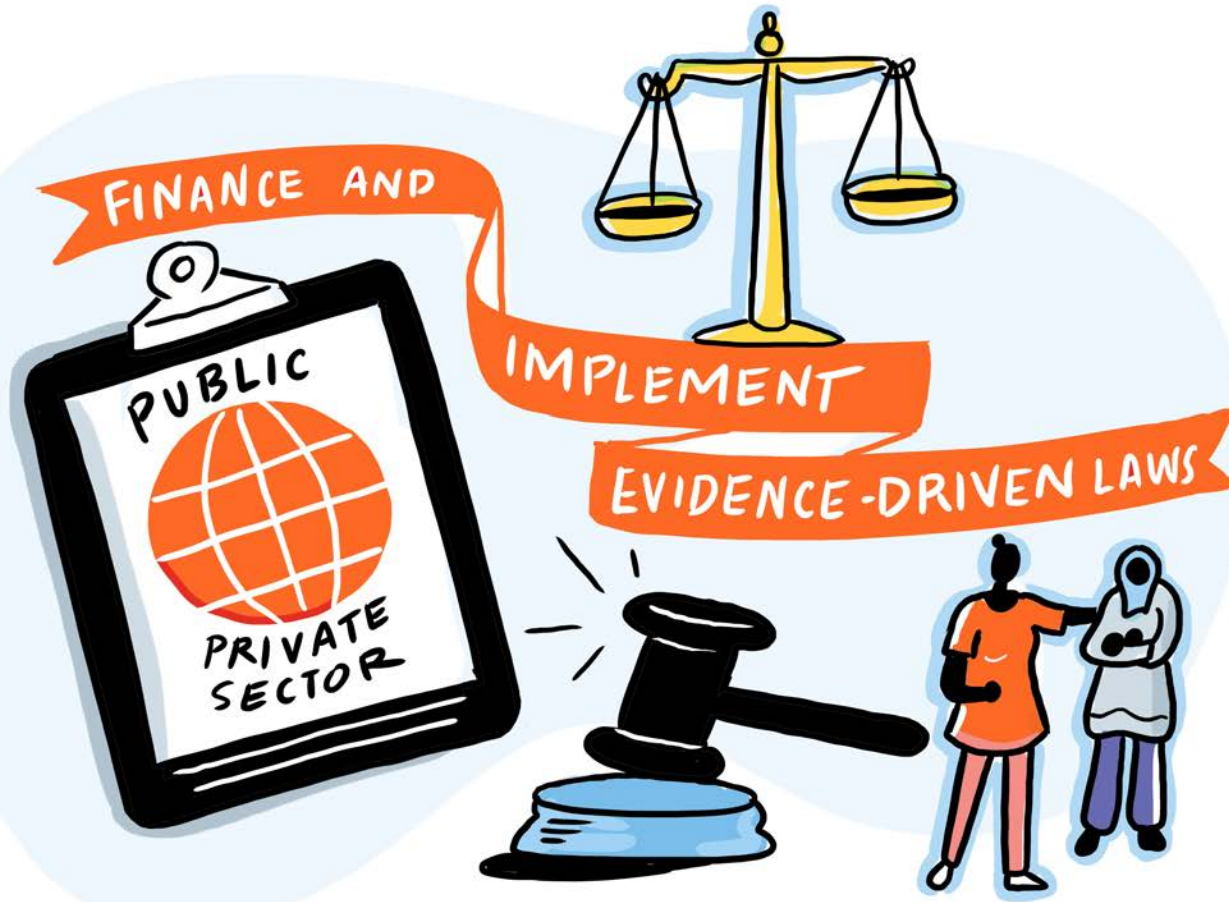 FINANCE AND
IMPLEMENT
EVIDENCE-DRIVEN LAWS
PUBLIC
PRIVATE
SECTOR